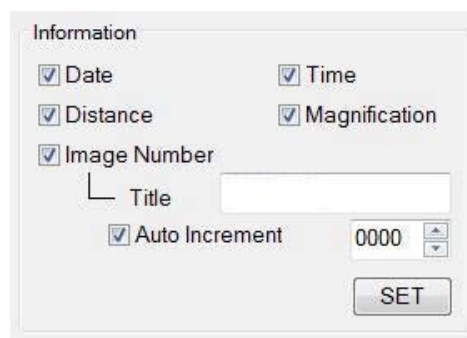 Information
Date Time
Distance Magnification
Image Number
Title
Auto Increment 0000
SET